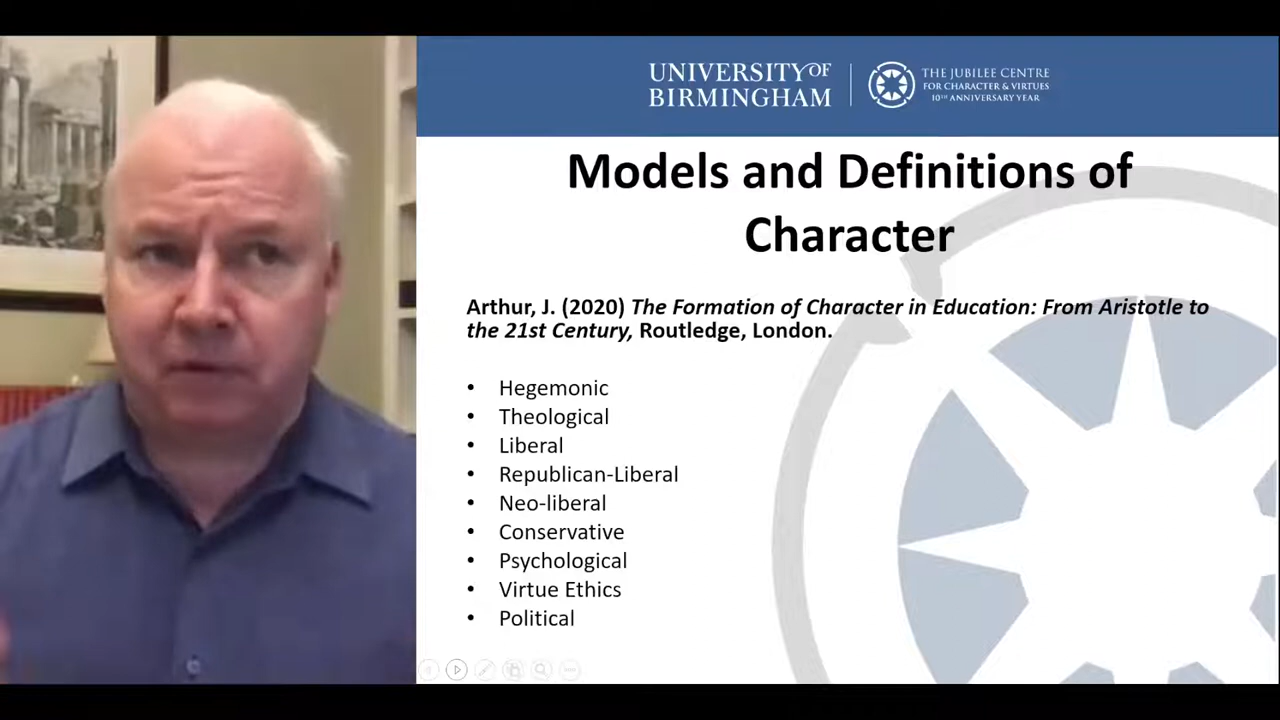 UNIVERSITY OF
BIRMINGHAM
THE JUBILEE CENTRE
FOR CHARACTER & VIRTUES
10TH ANNIVERSARY YEAR
Models and Definitions of
Character
Arthur, J. (2020) The Formation of Character in Education: From Aristotle to
the 21st Century, Routledge, London.
• Hegemonic
• Theological
• Liberal
• Republican-Liberal
• Neo-liberal
• Conservative
• Psychological
• Virtue Ethics
• Political